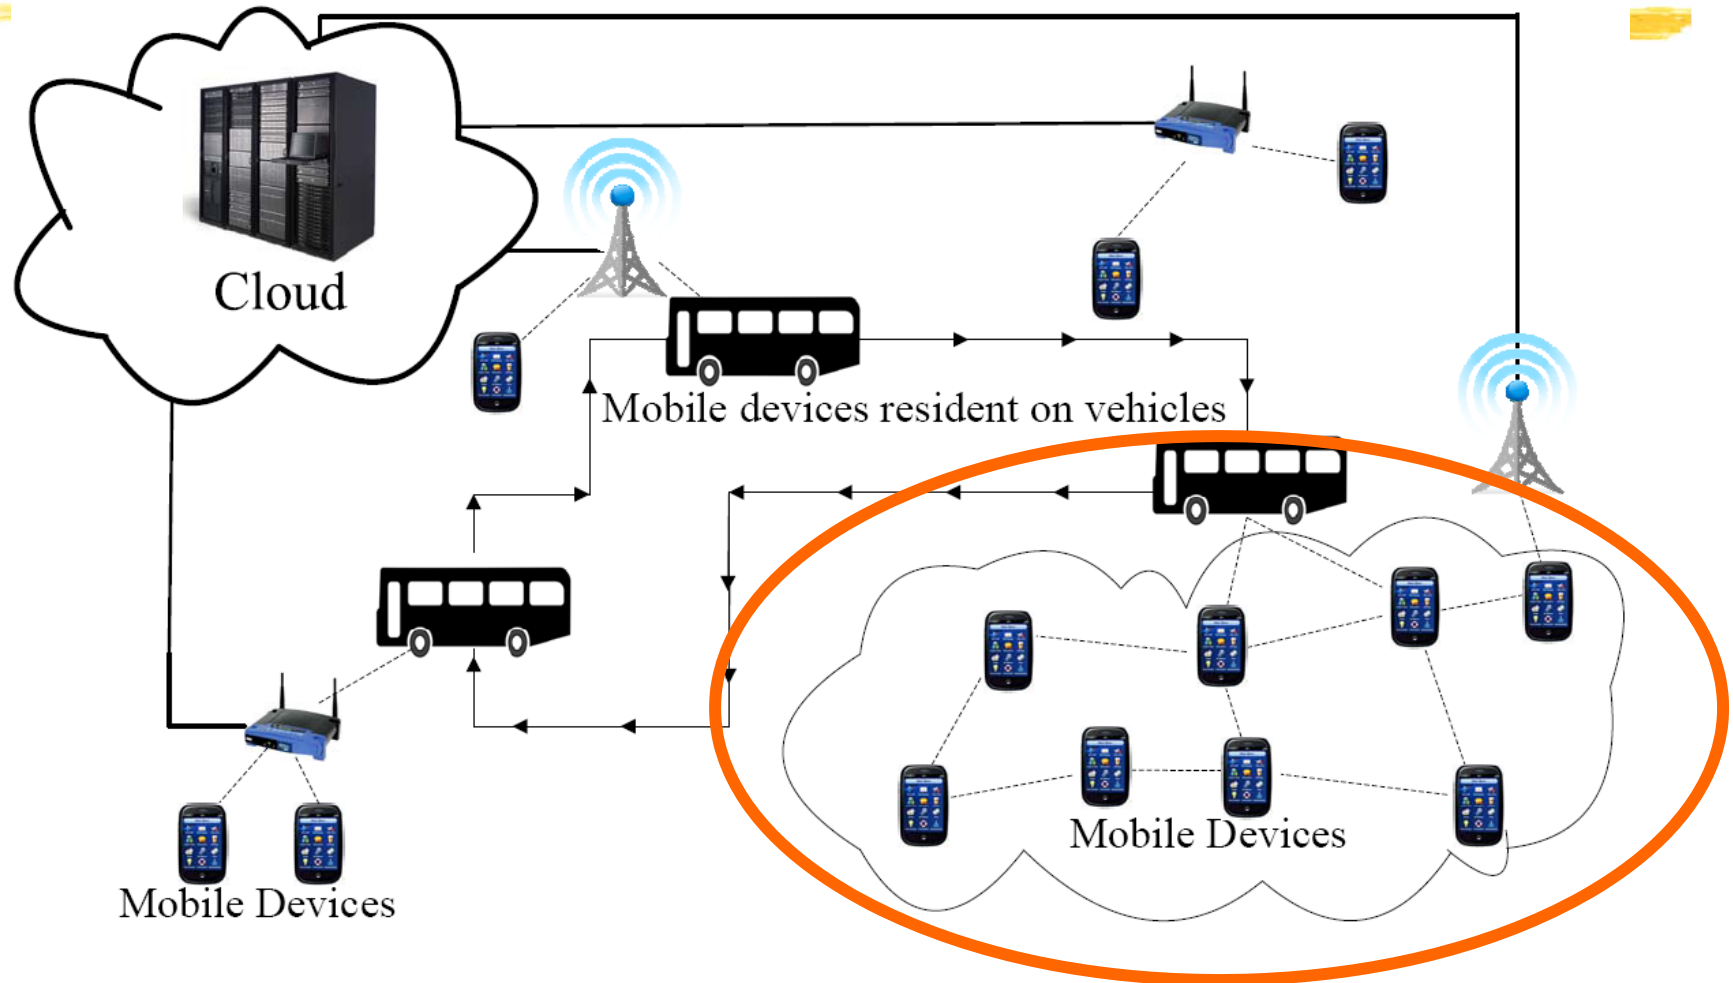 Cloud
Mobile devices resident on vehicles
Mobile Devices
Mobile Devices